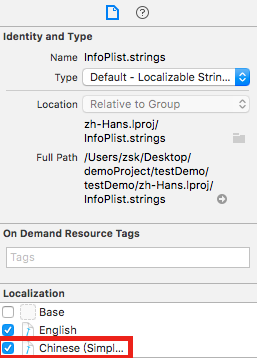 Identity and Type
Name InfoPlist.strings
Type Default - Localizable Strin...
Location Relative to Group
zh-Hans.lproj/
InfoPlist.strings
Full Path /Users/zsk/Desktop/
demoProject/testDemo/
testDemo/zh-Hans.lproj/
InfoPlist.strings
On Demand Resource Tags
Tags
Localization
Base
English
Chinese (Simpl...